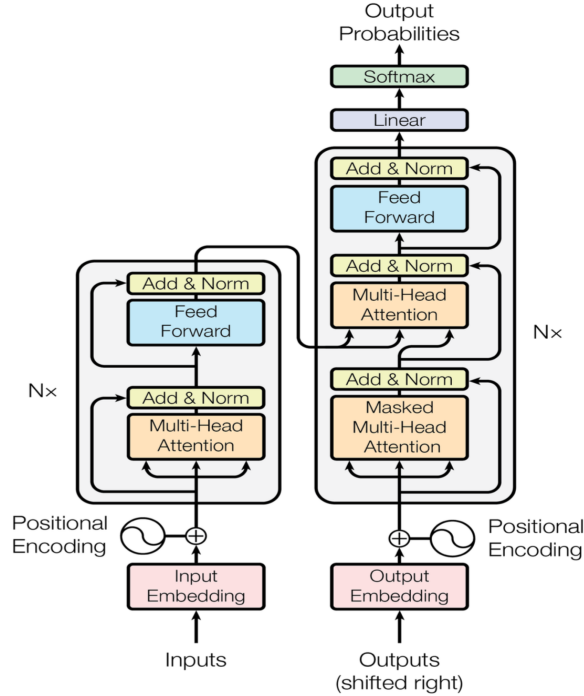 Output
Probabilities
Softmax
Linear
Add & Norm
Feed
Forward
Add & Norm
Multi-Head
Attention
Nx
Add & Norm
Masked
Multi-Head
Attention
Positional
Encoding
Output
Embedding
Outputs
(shifted right)
Add & Norm
Feed
Forward
N×
Add & Norm
Multi-Head
Attention
Positional
Encoding
Input
Embedding
Inputs